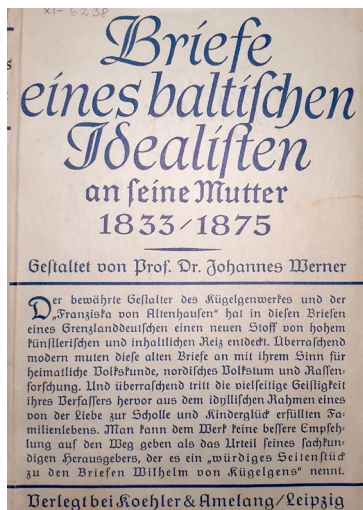 XI-6238
Briefe
eines baltischen
Idealisten
an seine Mutter
1833/1875
Gestaltet von Prof. Dr. Johannes Werner
Der bewährte Gestalter des Kügelgenwerkes und der
„Franziska von Altenhausen“ hat in diesen Briefen
eines Grenzlanddeutschen einen neuen Stoff von hohem
künstlerischen und inhaltlichen Reiz entdeckt. Überraschend
modern muten diese alten Briefe an mit ihrem Sinn für
heimatliche Volkskunde, nordisches Volkstum und Rassen-
forschung. Und überraschend tritt die vielseitige Geistigkeit
ihres Verfassers hervor aus dem idyllischen Rahmen eines
von der Liebe zur Scholle und Kinderglück erfüllten Fa-
milienlebens. Man kann dem Werk keine bessere Empfeh-
lung auf den Weg geben als das Urteil seines sachkun-
digen Herausgebers, der es ein „würdiges Seitenstück
zu den Briefen Wilhelm von Kügelgens“ nennt.
Verlegt bei Koehler & Amelang/Leipzig